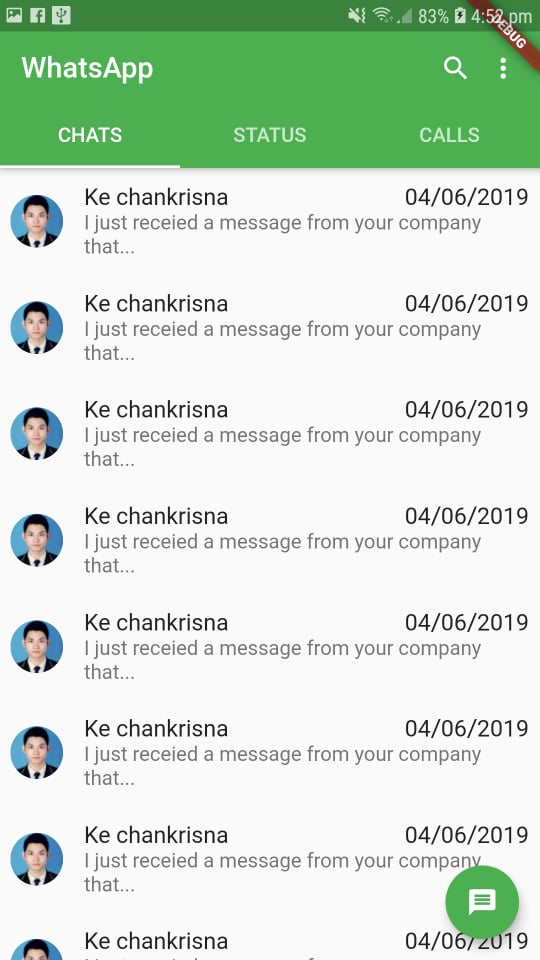 83% 4:52 pm
DEBUG
WhatsApp
CHATS STATUS CALLS
Ke chankrisna 04/06/2019
I just receied a message from your company
that...
Ke chankrisna 04/06/2019
I just receied a message from your company
that...
Ke chankrisna 04/06/2019
I just receied a message from your company
that...
Ke chankrisna 04/06/2019
I just receied a message from your company
that...
Ke chankrisna 04/06/2019
I just receied a message from your company
that...
Ke chankrisna 04/06/2019
I just receied a message from your company
that...
Ke chankrisna 04/06/2019
I just receied a message from your company
that...
Ke chankrisna 04/06/2019